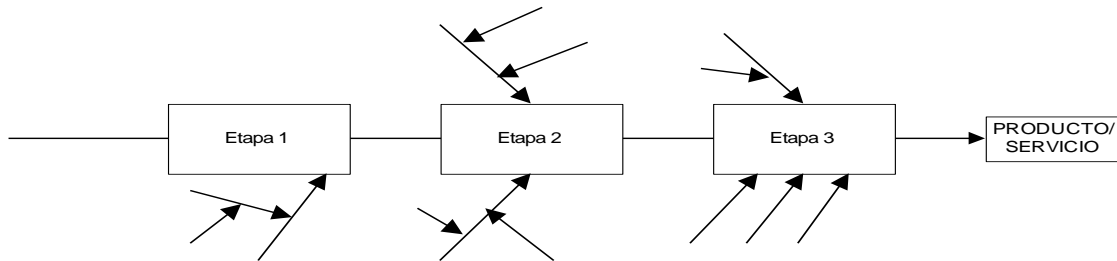 Etapa 1
Etapa 2
Etapa 3
PRODUCTO/
SERVICIO